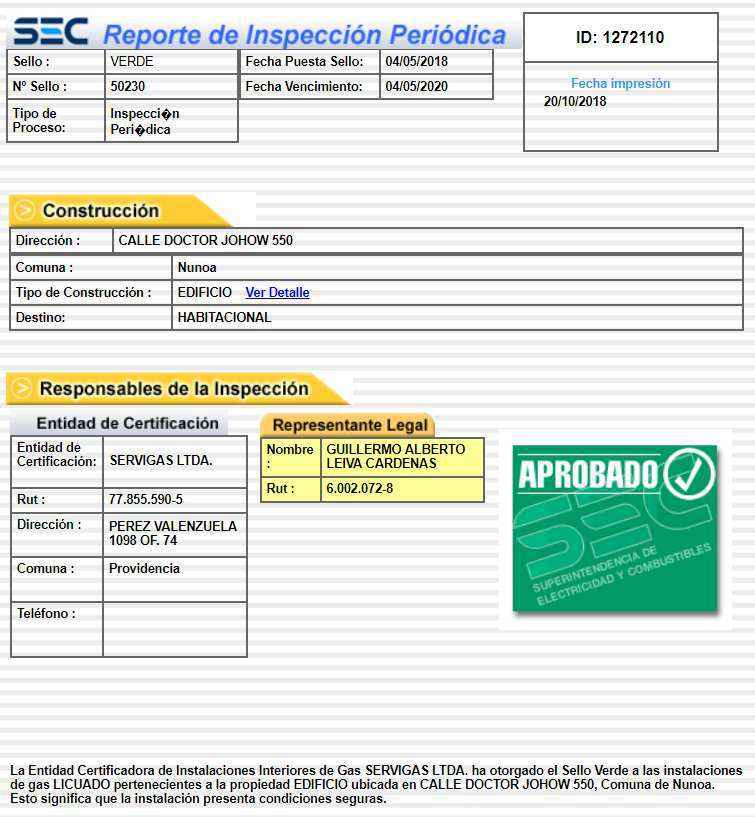 SEC Reporte de Inspección Periódica
ID: 1272110
Sello : VERDE Fecha Puesta Sello: 04/05/2018
Nº Sello : 50230 Fecha Vencimiento: 04/05/2020
Fecha impresión
20/10/2018
Tipo de Proceso: Inspecci�n Peri�dica
Construcción
Dirección : CALLE DOCTOR JOHOW 550
Comuna : Nunoa
Tipo de Construcción : EDIFICIO Ver Detalle
Destino: HABITACIONAL
Responsables de la Inspección
Entidad de Certificación
Entidad de Certificación: SERVIGAS LTDA.
Rut : 77.855.590-5
Dirección : PEREZ VALENZUELA 1098 OF. 74
Comuna : Providencia
Teléfono :
Representante Legal
Nombre : GUILLERMO ALBERTO LEIVA CARDENAS
Rut : 6.002.072-8
APROBADO
SEC
SUPERINTENDENCIA DE
ELECTRICIDAD Y COMBUSTIBLES
La Entidad Certificadora de Instalaciones Interiores de Gas SERVIGAS LTDA. ha otorgado el Sello Verde a las instalaciones
de gas LICUADO pertenecientes a la propiedad EDIFICIO ubicada en CALLE DOCTOR JOHOW 550, Comuna de Nunoa.
Esto significa que la instalación presenta condiciones seguras.